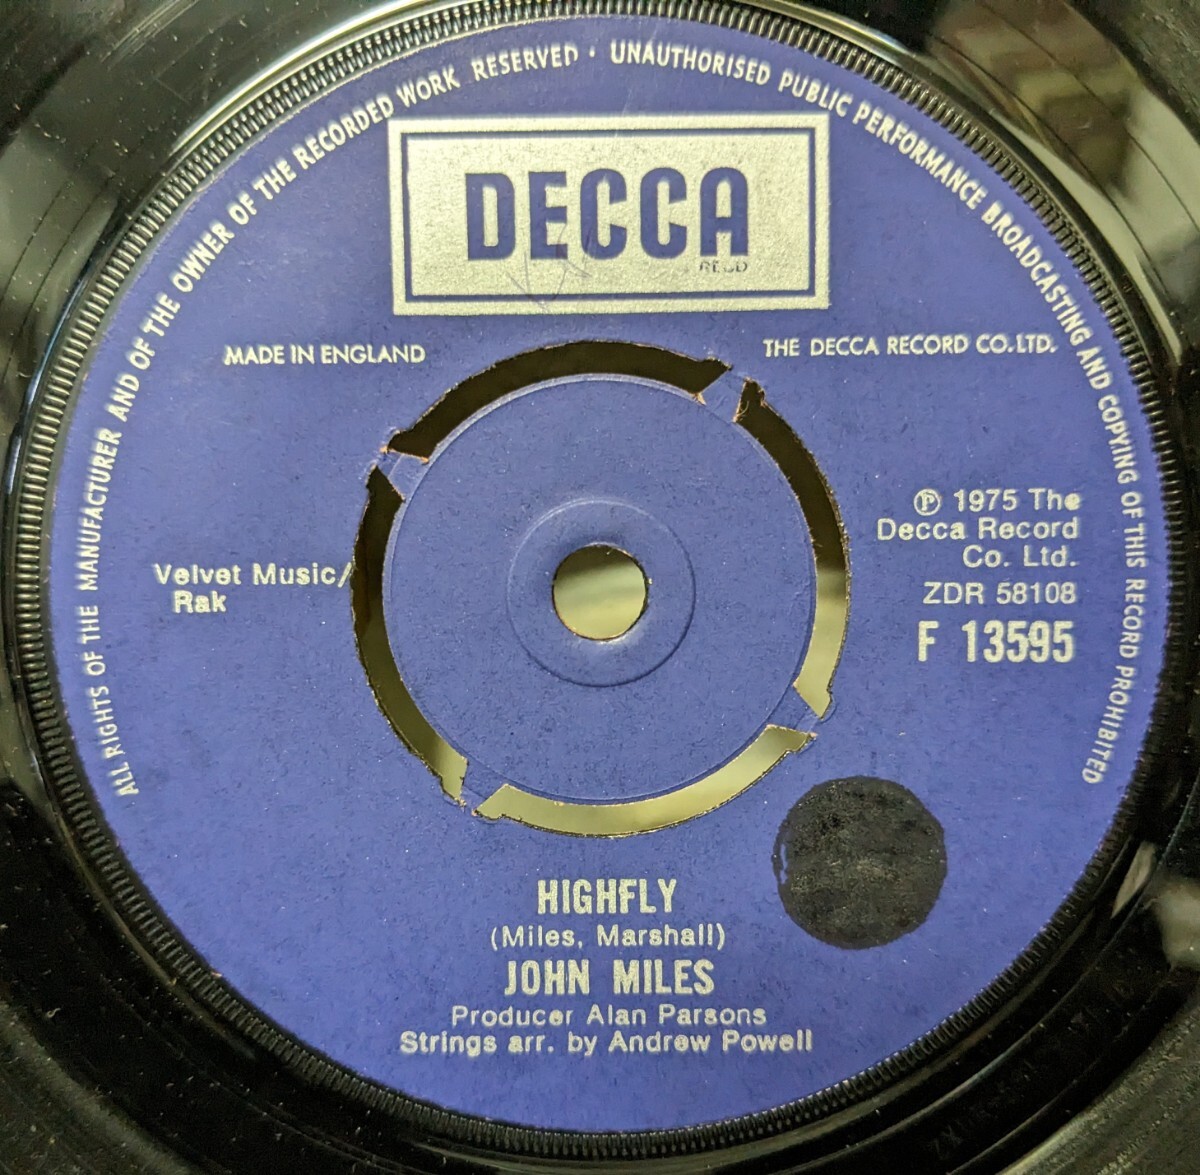 ALL RIGHTS OF THE MANUFACTURER AND OF THE OWNER OF THE RECORDED WORK RESERVED · UNAUTHORISED PUBLIC PERFORMANCE BROADCASTING AND COPYING OF THIS RECORD PROHIBITED
DECCA
MADE IN ENGLAND
THE DECCA RECORD CO. LTD.
Velvet Music/
Rak
℗ 1975 The
Decca Record
Co. Ltd.
ZDR 58108
F 13595
HIGHFLY
(Miles, Marshall)
JOHN MILES
Producer Alan Parsons
Strings arr. by Andrew Powell